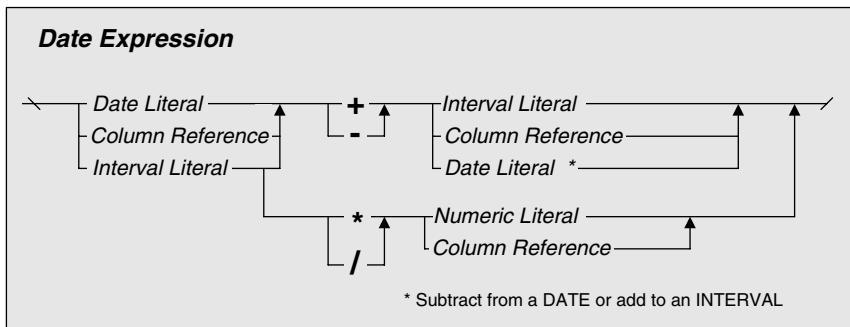 Date Expression
Date Literal + Interval Literal
Column Reference - Column Reference
Interval Literal Date Literal *
* Numeric Literal
/ Column Reference
* Subtract from a DATE or add to an INTERVAL